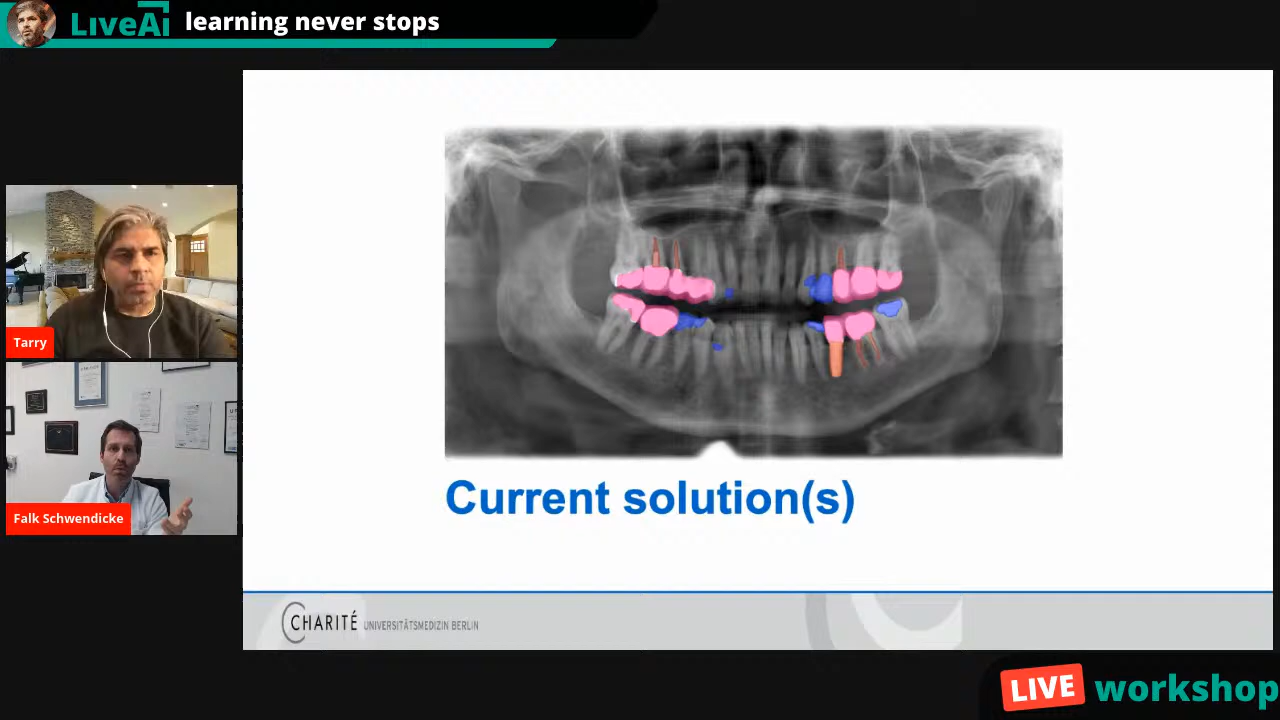 LiveAi learning never stops
Tarry
Falk Schwendicke
Current solution(s)
CHARITÉ UNIVERSITÄTSMEDIZIN BERLIN
LIVE workshop